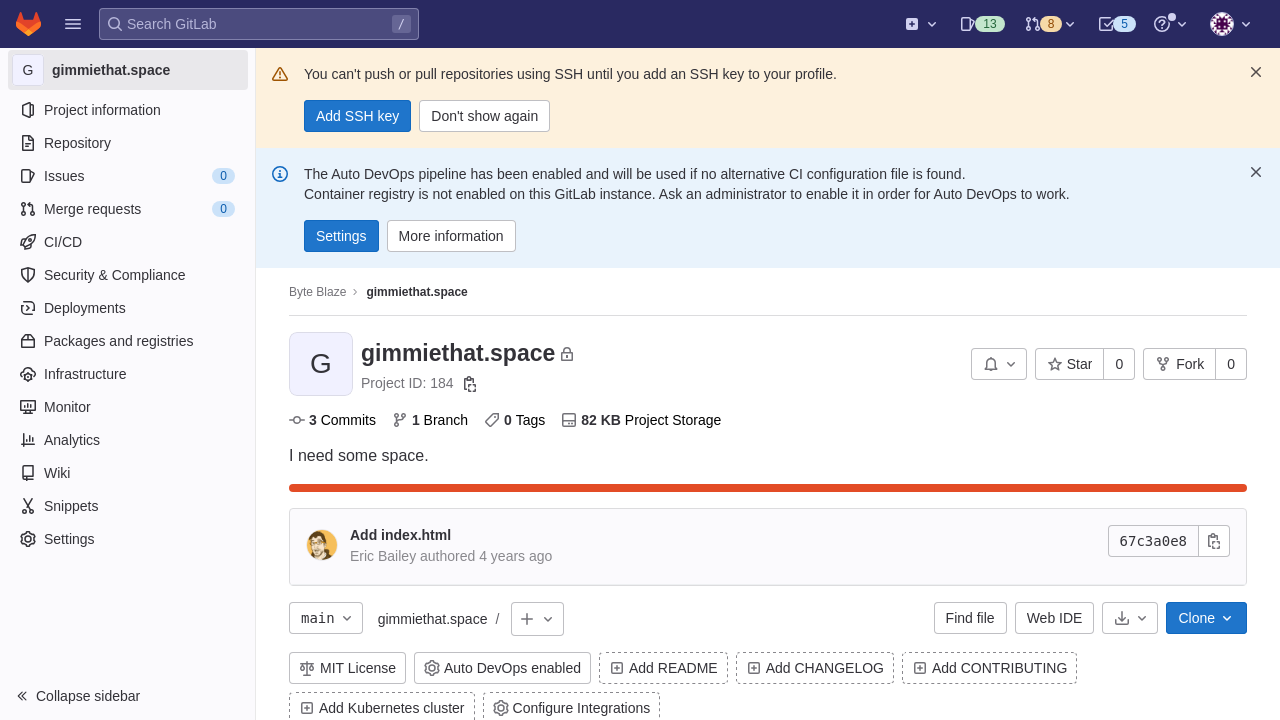 Search GitLab
/
13
8
5
G
gimmiethat.space
Project information
Repository
Issues
0
Merge requests
0
CI/CD
Security & Compliance
Deployments
Packages and registries
Infrastructure
Monitor
Analytics
Wiki
Snippets
Settings
Collapse sidebar
You can't push or pull repositories using SSH until you add an SSH key to your profile.
Add SSH key
Don't show again
The Auto DevOps pipeline has been enabled and will be used if no alternative CI configuration file is found.
Container registry is not enabled on this GitLab instance. Ask an administrator to enable it in order for Auto DevOps to work.
Settings
More information
Byte Blaze
gimmiethat.space
G
gimmiethat.space
Project ID: 184
Star
0
Fork
0
3 Commits
1 Branch
0 Tags
82 KB Project Storage
I need some space.
Add index.html
Eric Bailey authored 4 years ago
67c3a0e8
main
gimmiethat.space /
Find file
Web IDE
Clone
MIT License
Auto DevOps enabled
Add README
Add CHANGELOG
Add CONTRIBUTING
Add Kubernetes cluster
Configure Integrations